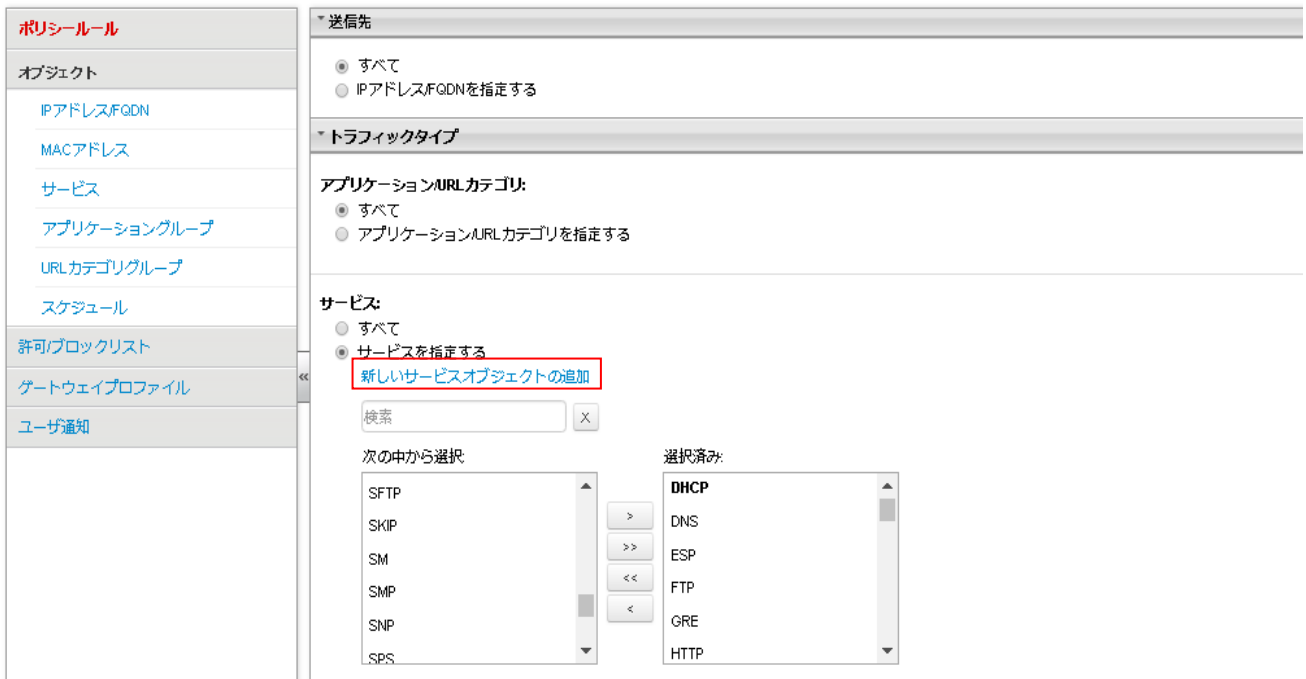 ポリシールール
オブジェクト
IPアドレス/FQDN
MACアドレス
サービス
アプリケーショングループ
URLカテゴリグループ
スケジュール
許可/ブロックリスト
ゲートウェイプロファイル
ユーザ通知
«
送信先
すべて
IPアドレス/FQDNを指定する
トラフィックタイプ
アプリケーション/URLカテゴリ:
すべて
アプリケーション/URLカテゴリを指定する
サービス:
すべて
サービスを指定する
新しいサービスオブジェクトの追加
検索 X
次の中から選択:
SFTP
SKIP
SM
SMP
SNP
SPS
>
>>
<<
<
選択済み:
DHCP
DNS
ESP
FTP
GRE
HTTP